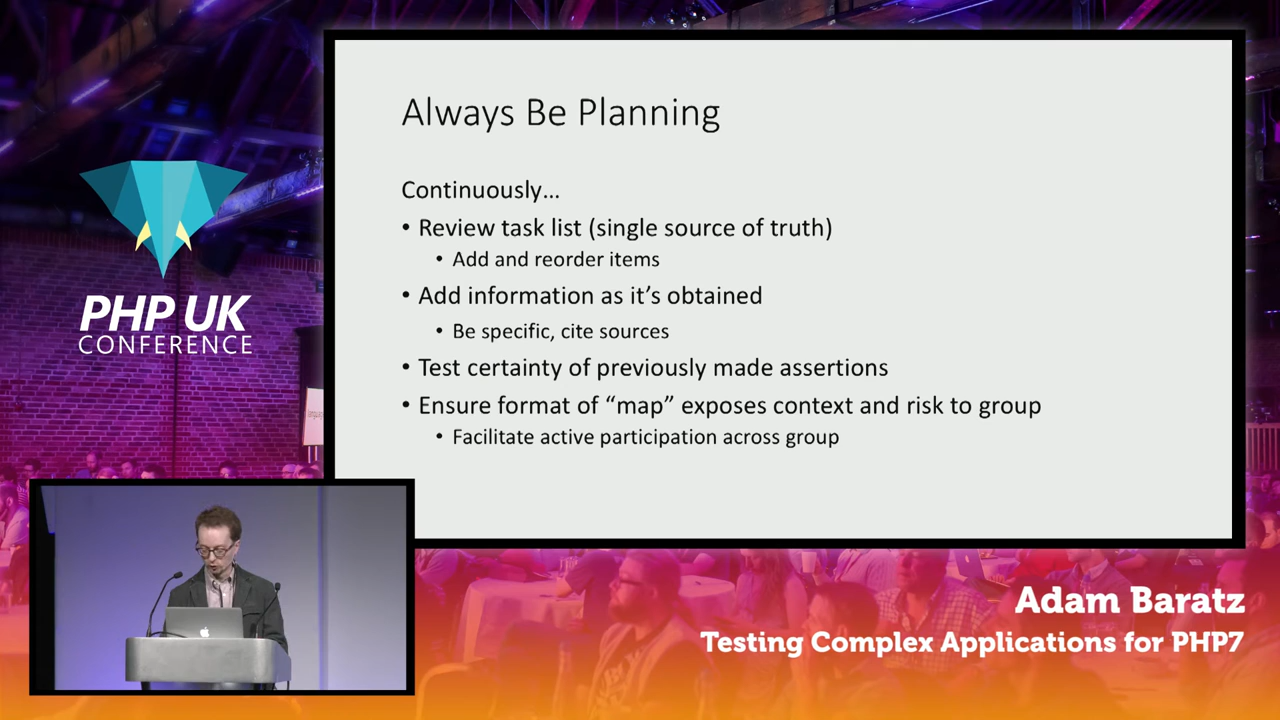 Always Be Planning
Continuously…
• Review task list (single source of truth)
• Add and reorder items
• Add information as it’s obtained
• Be specific, cite sources
• Test certainty of previously made assertions
• Ensure format of “map” exposes context and risk to group
• Facilitate active participation across group
PHP UK
CONFERENCE
Adam Baratz
Testing Complex Applications for PHP7